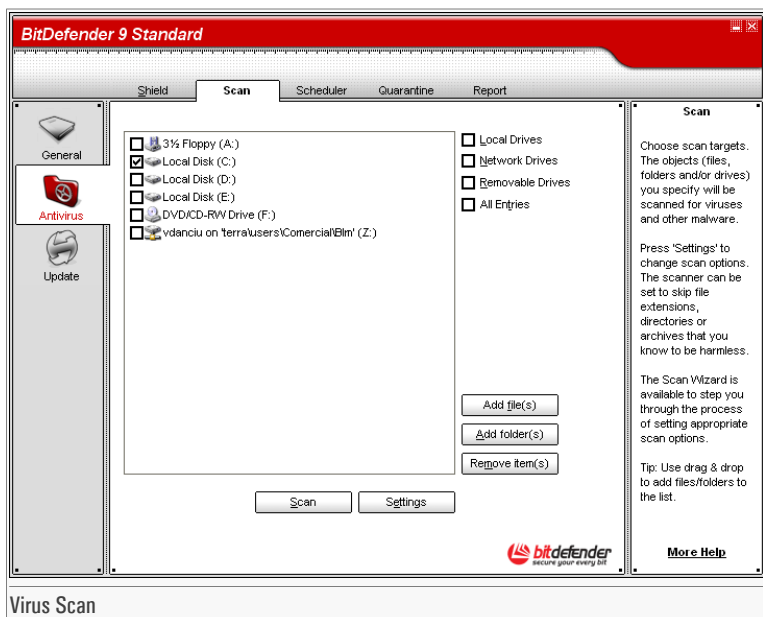 BitDefender 9 Standard
Shield
Scan
Scheduler
Quarantine
Report
General
Antivirus
Update
3½ Floppy (A:)
Local Disk (C:)
Local Disk (D:)
Local Disk (E:)
DVD/CD-RW Drive (F:)
vdanciu on 'terra\users\Comercial\Blm' (Z:)
Local Drives
Network Drives
Removable Drives
All Entries
Add file(s)
Add folder(s)
Remove item(s)
Scan
Settings
bitdefender
secure your every bit
Scan
Choose scan targets.
The objects (files,
folders and/or drives)
you specify will be
scanned for viruses
and other malware.
Press 'Settings' to
change scan options.
The scanner can be
set to skip file
extensions,
directories or
archives that you
know to be harmless.
The Scan Wizard is
available to step you
through the process
of setting appropriate
scan options.
Tip: Use drag & drop
to add files/folders to
the list.
More Help
Virus Scan